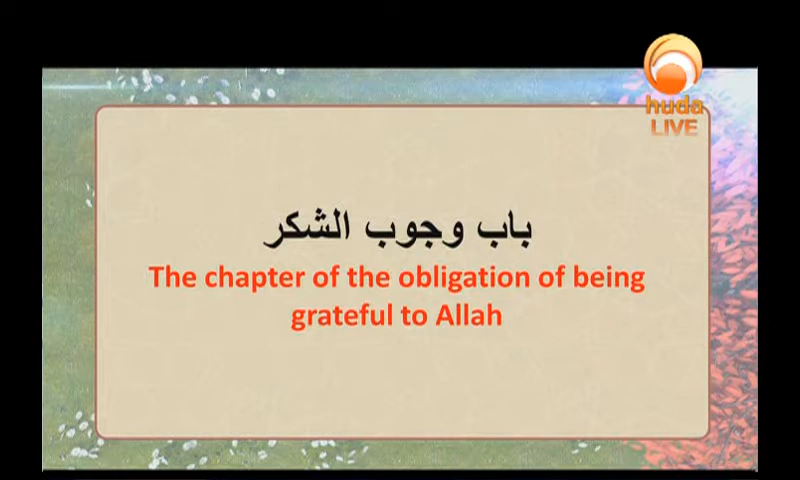 huda
LIVE
باب وجوب الشكر
The chapter of the obligation of being
grateful to Allah